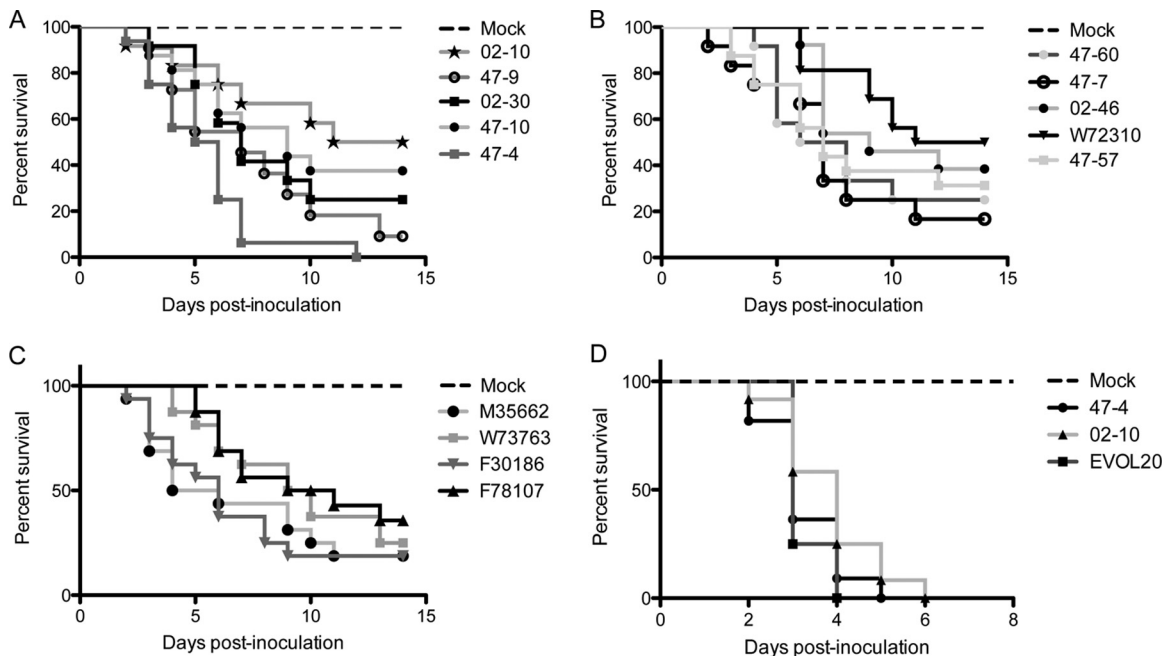 A
Percent survival
100
80
60
40
20
0
0 5 10 15
Days post-inoculation
Mock
02-10
47-9
02-30
47-10
47-4
B
Percent survival
100
80
60
40
20
0
0 5 10 15
Days post-inoculation
Mock
47-60
47-7
02-46
W72310
47-57
C
Percent survival
100
50
0
0 5 10 15
Days post-inoculation
Mock
M35662
W73763
F30186
F78107
D
Percent survival
100
50
0
2 4 6 8
Days post-inoculation
Mock
47-4
02-10
EVOL20